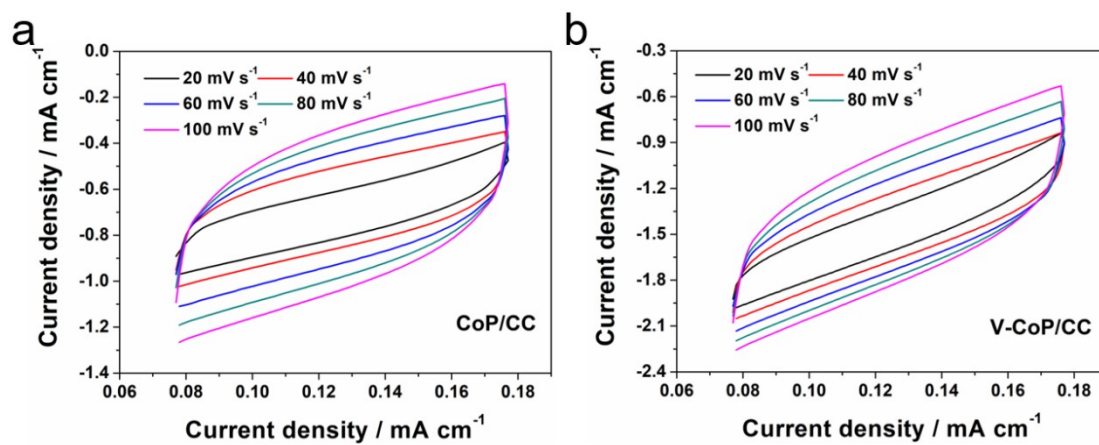 a
0.0
-0.2
-0.4
-0.6
-0.8
-1.0
-1.2
-1.4
Current density / mA cm⁻¹
20 mV s⁻¹ 40 mV s⁻¹
60 mV s⁻¹ 80 mV s⁻¹
100 mV s⁻¹
CoP/CC
0.06 0.08 0.10 0.12 0.14 0.16 0.18
Current density / mA cm⁻¹
b
-0.3
-0.6
-0.9
-1.2
-1.5
-1.8
-2.1
-2.4
Current density / mA cm⁻¹
20 mV s⁻¹ 40 mV s⁻¹
60 mV s⁻¹ 80 mV s⁻¹
100 mV s⁻¹
V-CoP/CC
0.06 0.08 0.10 0.12 0.14 0.16 0.18
Current density / mA cm⁻¹